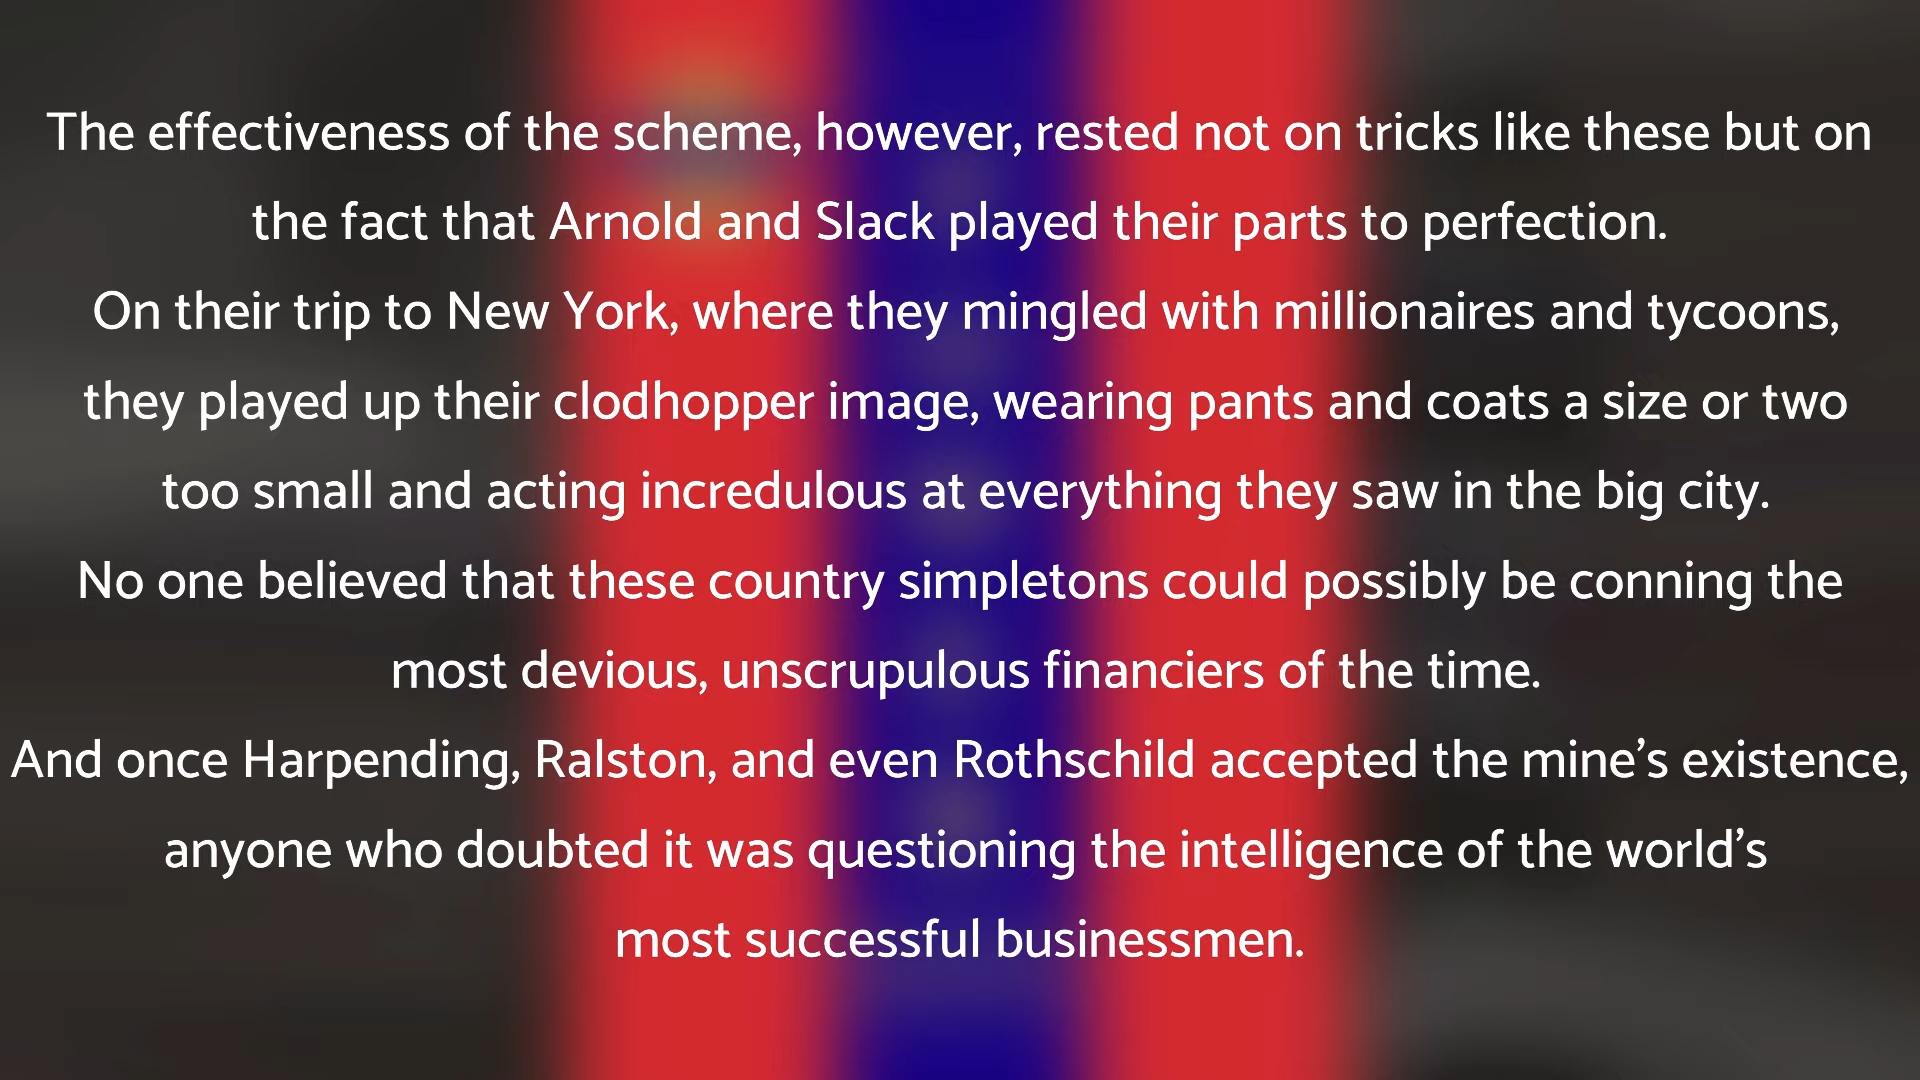 The effectiveness of the scheme, however, rested not on tricks like these but on
the fact that Arnold and Slack played their parts to perfection.
On their trip to New York, where they mingled with millionaires and tycoons,
they played up their clodhopper image, wearing pants and coats a size or two
too small and acting incredulous at everything they saw in the big city.
No one believed that these country simpletons could possibly be conning the
most devious, unscrupulous financiers of the time.
And once Harpending, Ralston, and even Rothschild accepted the mine’s existence,
anyone who doubted it was questioning the intelligence of the world’s
most successful businessmen.